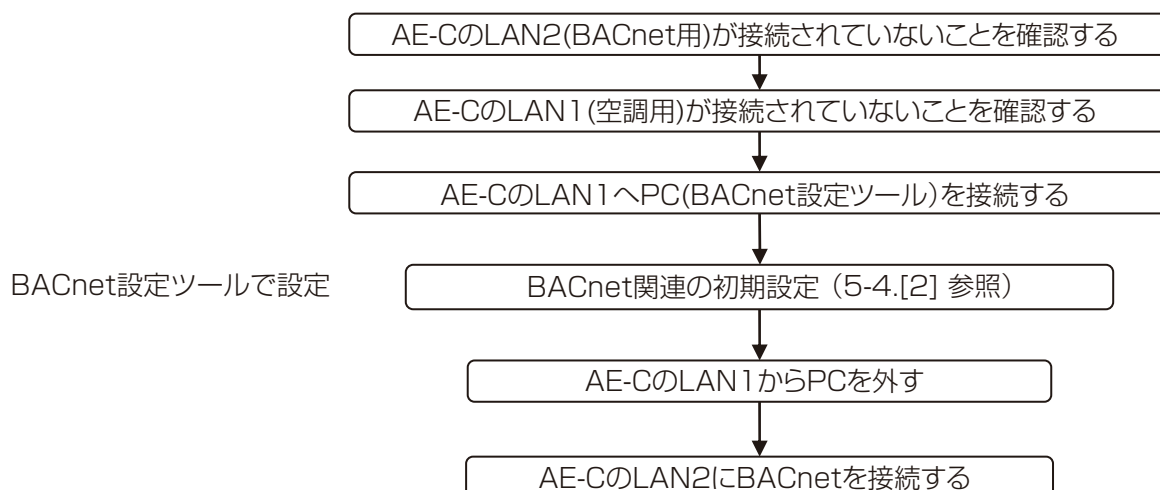 AE-CのLAN2(BACnet用)が接続されていないことを確認する
AE-CのLAN1(空調用)が接続されていないことを確認する
AE-CのLAN1へPC(BACnet設定ツール)を接続する
BACnet設定ツールで設定
BACnet関連の初期設定（5-4.[2] 参照）
AE-CのLAN1からPCを外す
AE-CのLAN2にBACnetを接続する